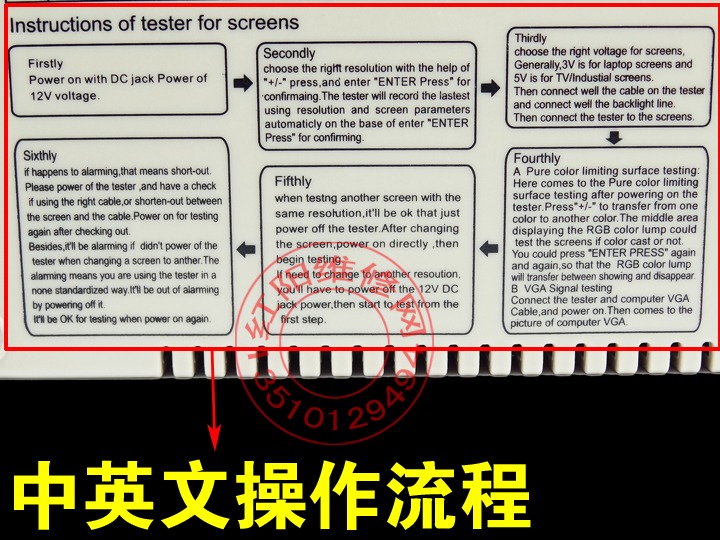 Instructions of tester for screens
Firstly
Power on with DC jack Power of
12V voltage.
Secondly
choose the right resolution with the help of
"+/-" press,and enter "ENTER Press" for
confirmaing.The tester will record the lastest
using resolution and screen parameters
automaticly on the base of enter "ENTER
Press" for confirming.
Thirdly
choose the right voltage for screens,
Generally,3V is for laptop screens and
5V is for TV/Industial screens.
Then connect well the cable on the tester
and connect well the backlight line.
Then connect the tester to the screens.
Fourthly
A Pure color limiting surface testing:
Here comes to the Pure color limiting
surface testing after powering on the
tester.Press"+/-" to transfer from one
color to another color.The middle area
displaying the RGB color lump could
test the screens if color cast or not.
You could press "ENTER PRESS" again
and again,so that the RGB color lump
will transfer between showing and disappear.
B VGA Signal testing
Connect the tester and computer VGA
Cable,and power on.Then comes to the
picture of computer VGA.
Fifthly
when testng another screen with the
same resolution,it'll be ok that just
power off the tester.After changing
the screen,power on directly ,then
begin testing.
If need to change to another resoution,
you'll have to power off the 12V DC
jack power,then start to test from the
first step.
Sixthly
if happens to alarming,that means short-out.
Please power of the tester ,and have a check
if using the right cable,or shorten-out between
the screen and the cable.Power on for testing
again after checking out.
Besides,it'll be alarming if didn't power of the
tester when changing a screen to anther.The
alarming means you are using the tester in a
none standardized way.It'll be out of alarming
by powering off it.
It'll be OK for testing when power on again.
中英文操作流程